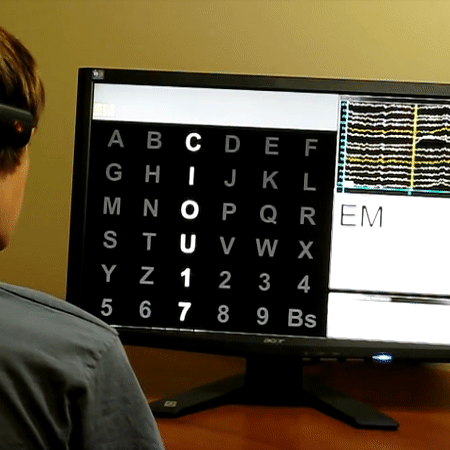 A B C D E F
G H I J K L
M N O P Q R
S T U V W X
Y Z 1 2 3 4
5 6 7 8 9 Bs
EM
acer